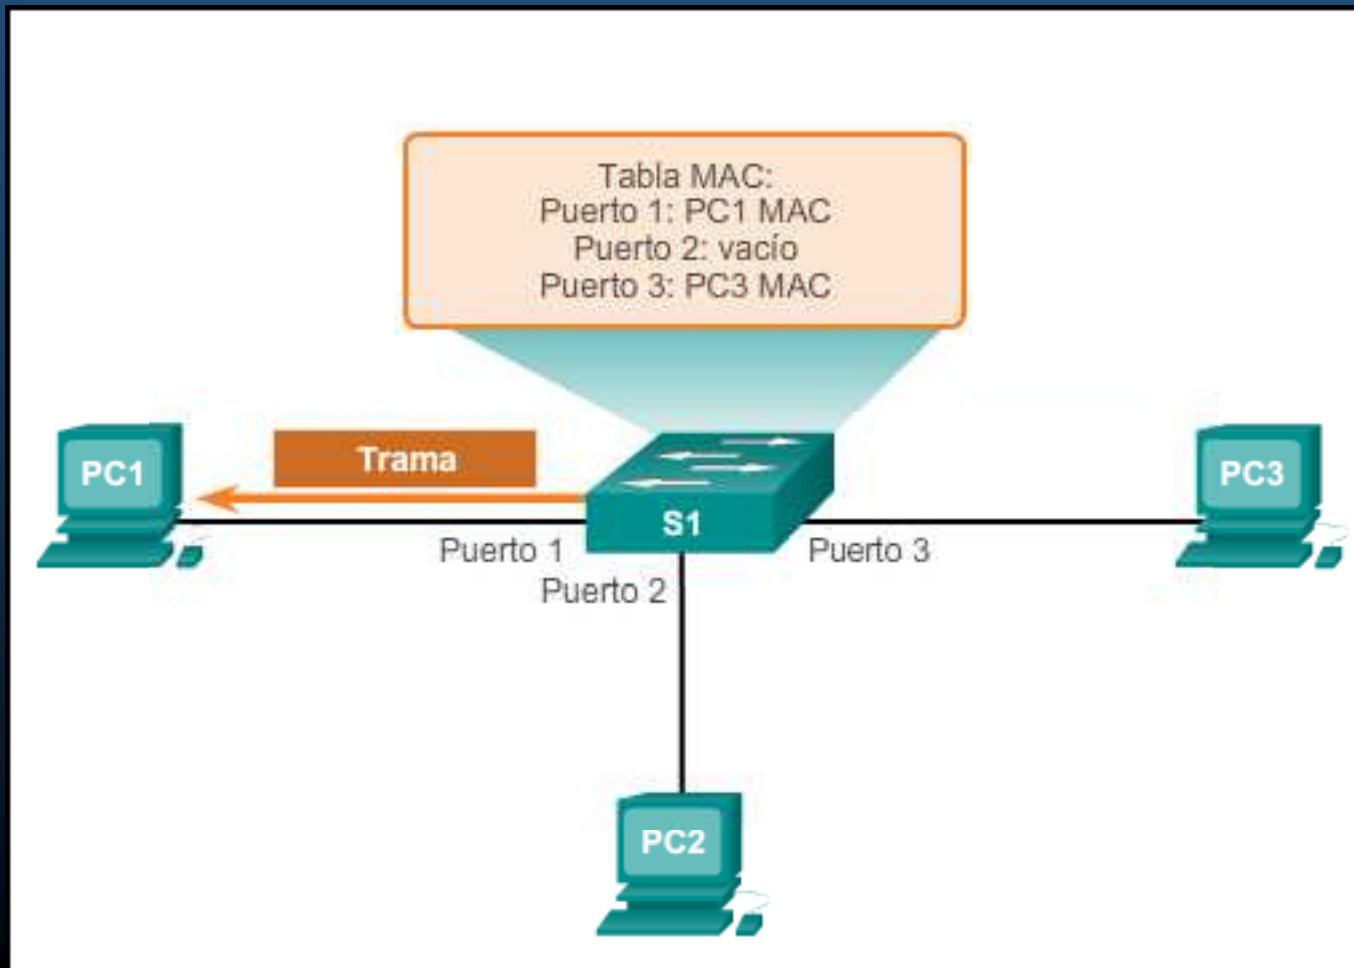 Tabla MAC:
Puerto 1: PC1 MAC
Puerto 2: vacío
Puerto 3: PC3 MAC
Trama
PC1
PC3
S1
Puerto 1
Puerto 3
Puerto 2
PC2